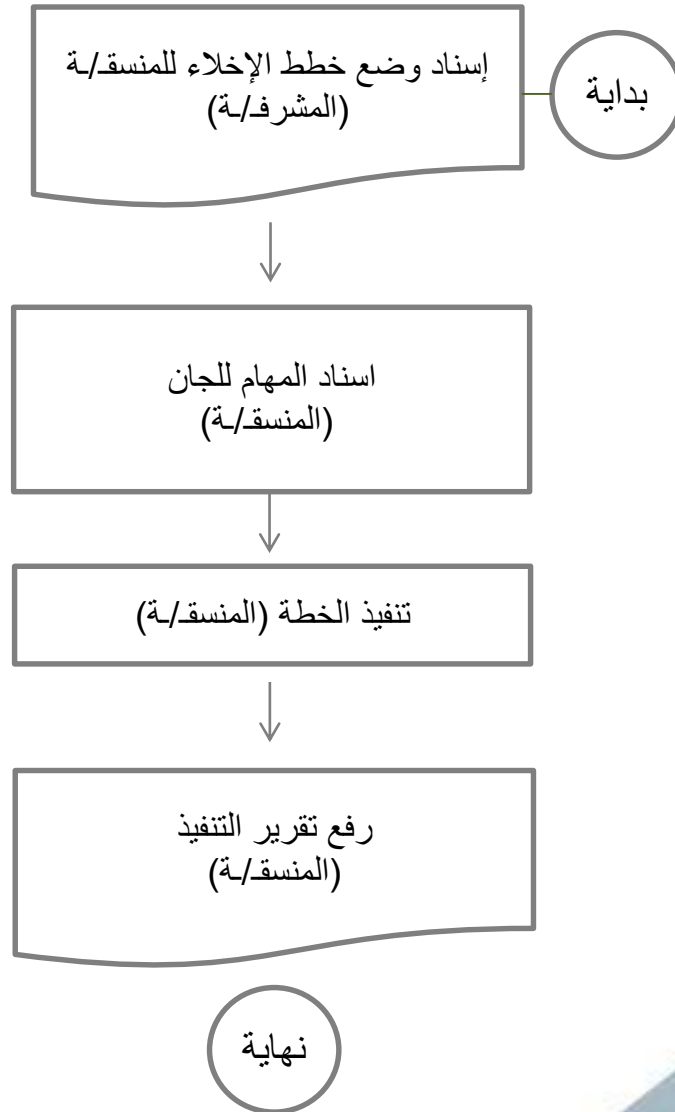 بداية
إسناد وضع خطط الإخلاء للمنسقـ/ـة
(المشرفـ/ـة)
اسناد المهام للجان
(المنسقـ/ـة)
تنفيذ الخطة (المنسقـ/ـة)
رفع تقرير التنفيذ
(المنسقـ/ـة)
نهاية